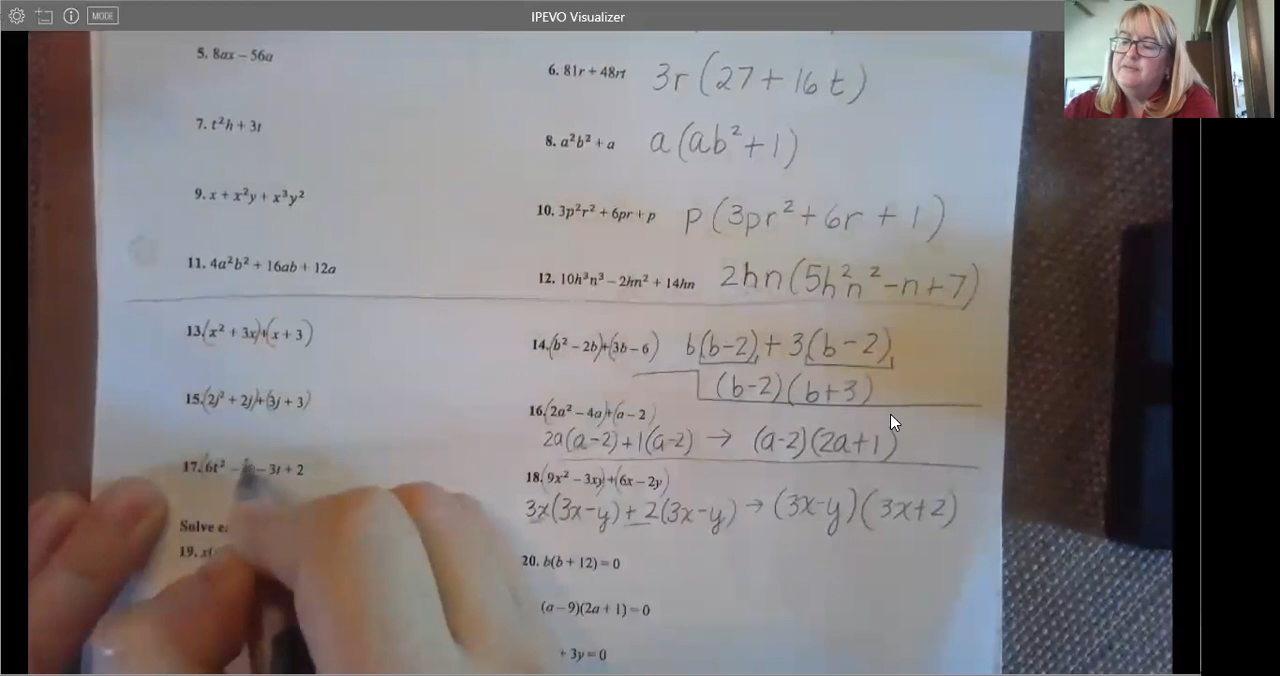 MODE
IPEVO Visualizer
5. 8ax – 56a
6. 81r + 48rt 3r(27 + 16t)
7. t²h + 3t
8. a²b² + a a(ab² + 1)
9. x + x²y + x³y²
10. 3p²r² + 6pr + p p(3pr² + 6r + 1)
11. 4a²b² + 16ab + 12a
12. 10h³n³ – 2hn² + 14hn 2hn(5h²n² – n + 7)
13. (x² + 3x) + (x + 3)
14. (b² – 2b) + (3b – 6) b(b – 2) + 3(b – 2)
(b – 2)(b + 3)
15. (2j² + 2j) + (3j + 3)
16. (2a² – 4a) + (a – 2)
2a(a – 2) + 1(a – 2) → (a – 2)(2a + 1)
17. (6t² – – 3t + 2
18. (9x² – 3xy) + (6x – 2y)
3x(3x – y) + 2(3x – y) → (3x – y)(3x + 2)
Solve
19.
20. b(b + 12) = 0
(a – 9)(2a + 1) = 0
+ 3y = 0